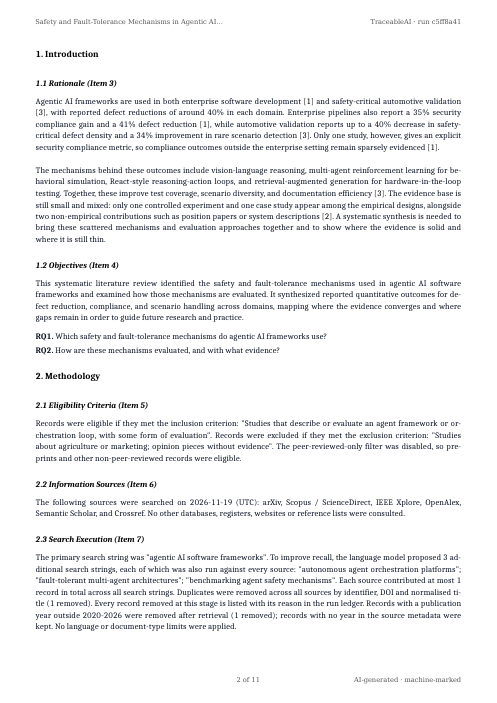 Safety and Fault-Tolerance Mechanisms in Agentic AI...
TraceableAI · run c5ff8a41
1. Introduction
1.1 Rationale (Item 3)
Agentic AI frameworks are used in both enterprise software development [1] and safety-critical automotive validation
[3], with reported defect reductions of around 40% in each domain. Enterprise pipelines also report a 35% security
compliance gain and a 41% defect reduction [1], while automotive validation reports up to a 40% decrease in safety-
critical defect density and a 34% improvement in rare scenario detection [3]. Only one study, however, gives an explicit
security compliance metric, so compliance outcomes outside the enterprise setting remain sparsely evidenced [1].
The mechanisms behind these outcomes include vision-language reasoning, multi-agent reinforcement learning for be-
havioral simulation, React-style reasoning-action loops, and retrieval-augmented generation for hardware-in-the-loop
testing. Together, these improve test coverage, scenario diversity, and documentation efficiency [3]. The evidence base is
still small and mixed: only one controlled experiment and one case study appear among the empirical designs, alongside
two non-empirical contributions such as position papers or system descriptions [2]. A systematic synthesis is needed to
bring these scattered mechanisms and evaluation approaches together and to show where the evidence is solid and
where it is still thin.
1.2 Objectives (Item 4)
This systematic literature review identified the safety and fault-tolerance mechanisms used in agentic AI software
frameworks and examined how those mechanisms are evaluated. It synthesized reported quantitative outcomes for de-
fect reduction, compliance, and scenario handling across domains, mapping where the evidence converges and where
gaps remain in order to guide future research and practice.
RQ1. Which safety and fault-tolerance mechanisms do agentic AI frameworks use?
RQ2. How are these mechanisms evaluated, and with what evidence?
2. Methodology
2.1 Eligibility Criteria (Item 5)
Records were eligible if they met the inclusion criterion: "Studies that describe or evaluate an agent framework or or-
chestration loop, with some form of evaluation". Records were excluded if they met the exclusion criterion: "Studies
about agriculture or marketing; opinion pieces without evidence". The peer-reviewed-only filter was disabled, so pre-
prints and other non-peer-reviewed records were eligible.
2.2 Information Sources (Item 6)
The following sources were searched on 2026-11-19 (UTC): arXiv, Scopus / ScienceDirect, IEEE Xplore, OpenAlex,
Semantic Scholar, and Crossref. No other databases, registers, websites or reference lists were consulted.
2.3 Search Execution (Item 7)
The primary search string was "agentic AI software frameworks". To improve recall, the language model proposed 3 ad-
ditional search strings, each of which was also run against every source: "autonomous agent orchestration platforms";
"fault-tolerant multi-agent architectures"; "benchmarking agent safety mechanisms". Each source contributed at most 1
record in total across all search strings. Duplicates were removed across all sources by identifier, DOI and normalised ti-
tle (1 removed). Every record removed at this stage is listed with its reason in the run ledger. Records with a publication
year outside 2020-2026 were removed after retrieval (1 removed); records with no year in the source metadata were
kept. No language or document-type limits were applied.
2 of 11
AI-generated · machine-marked